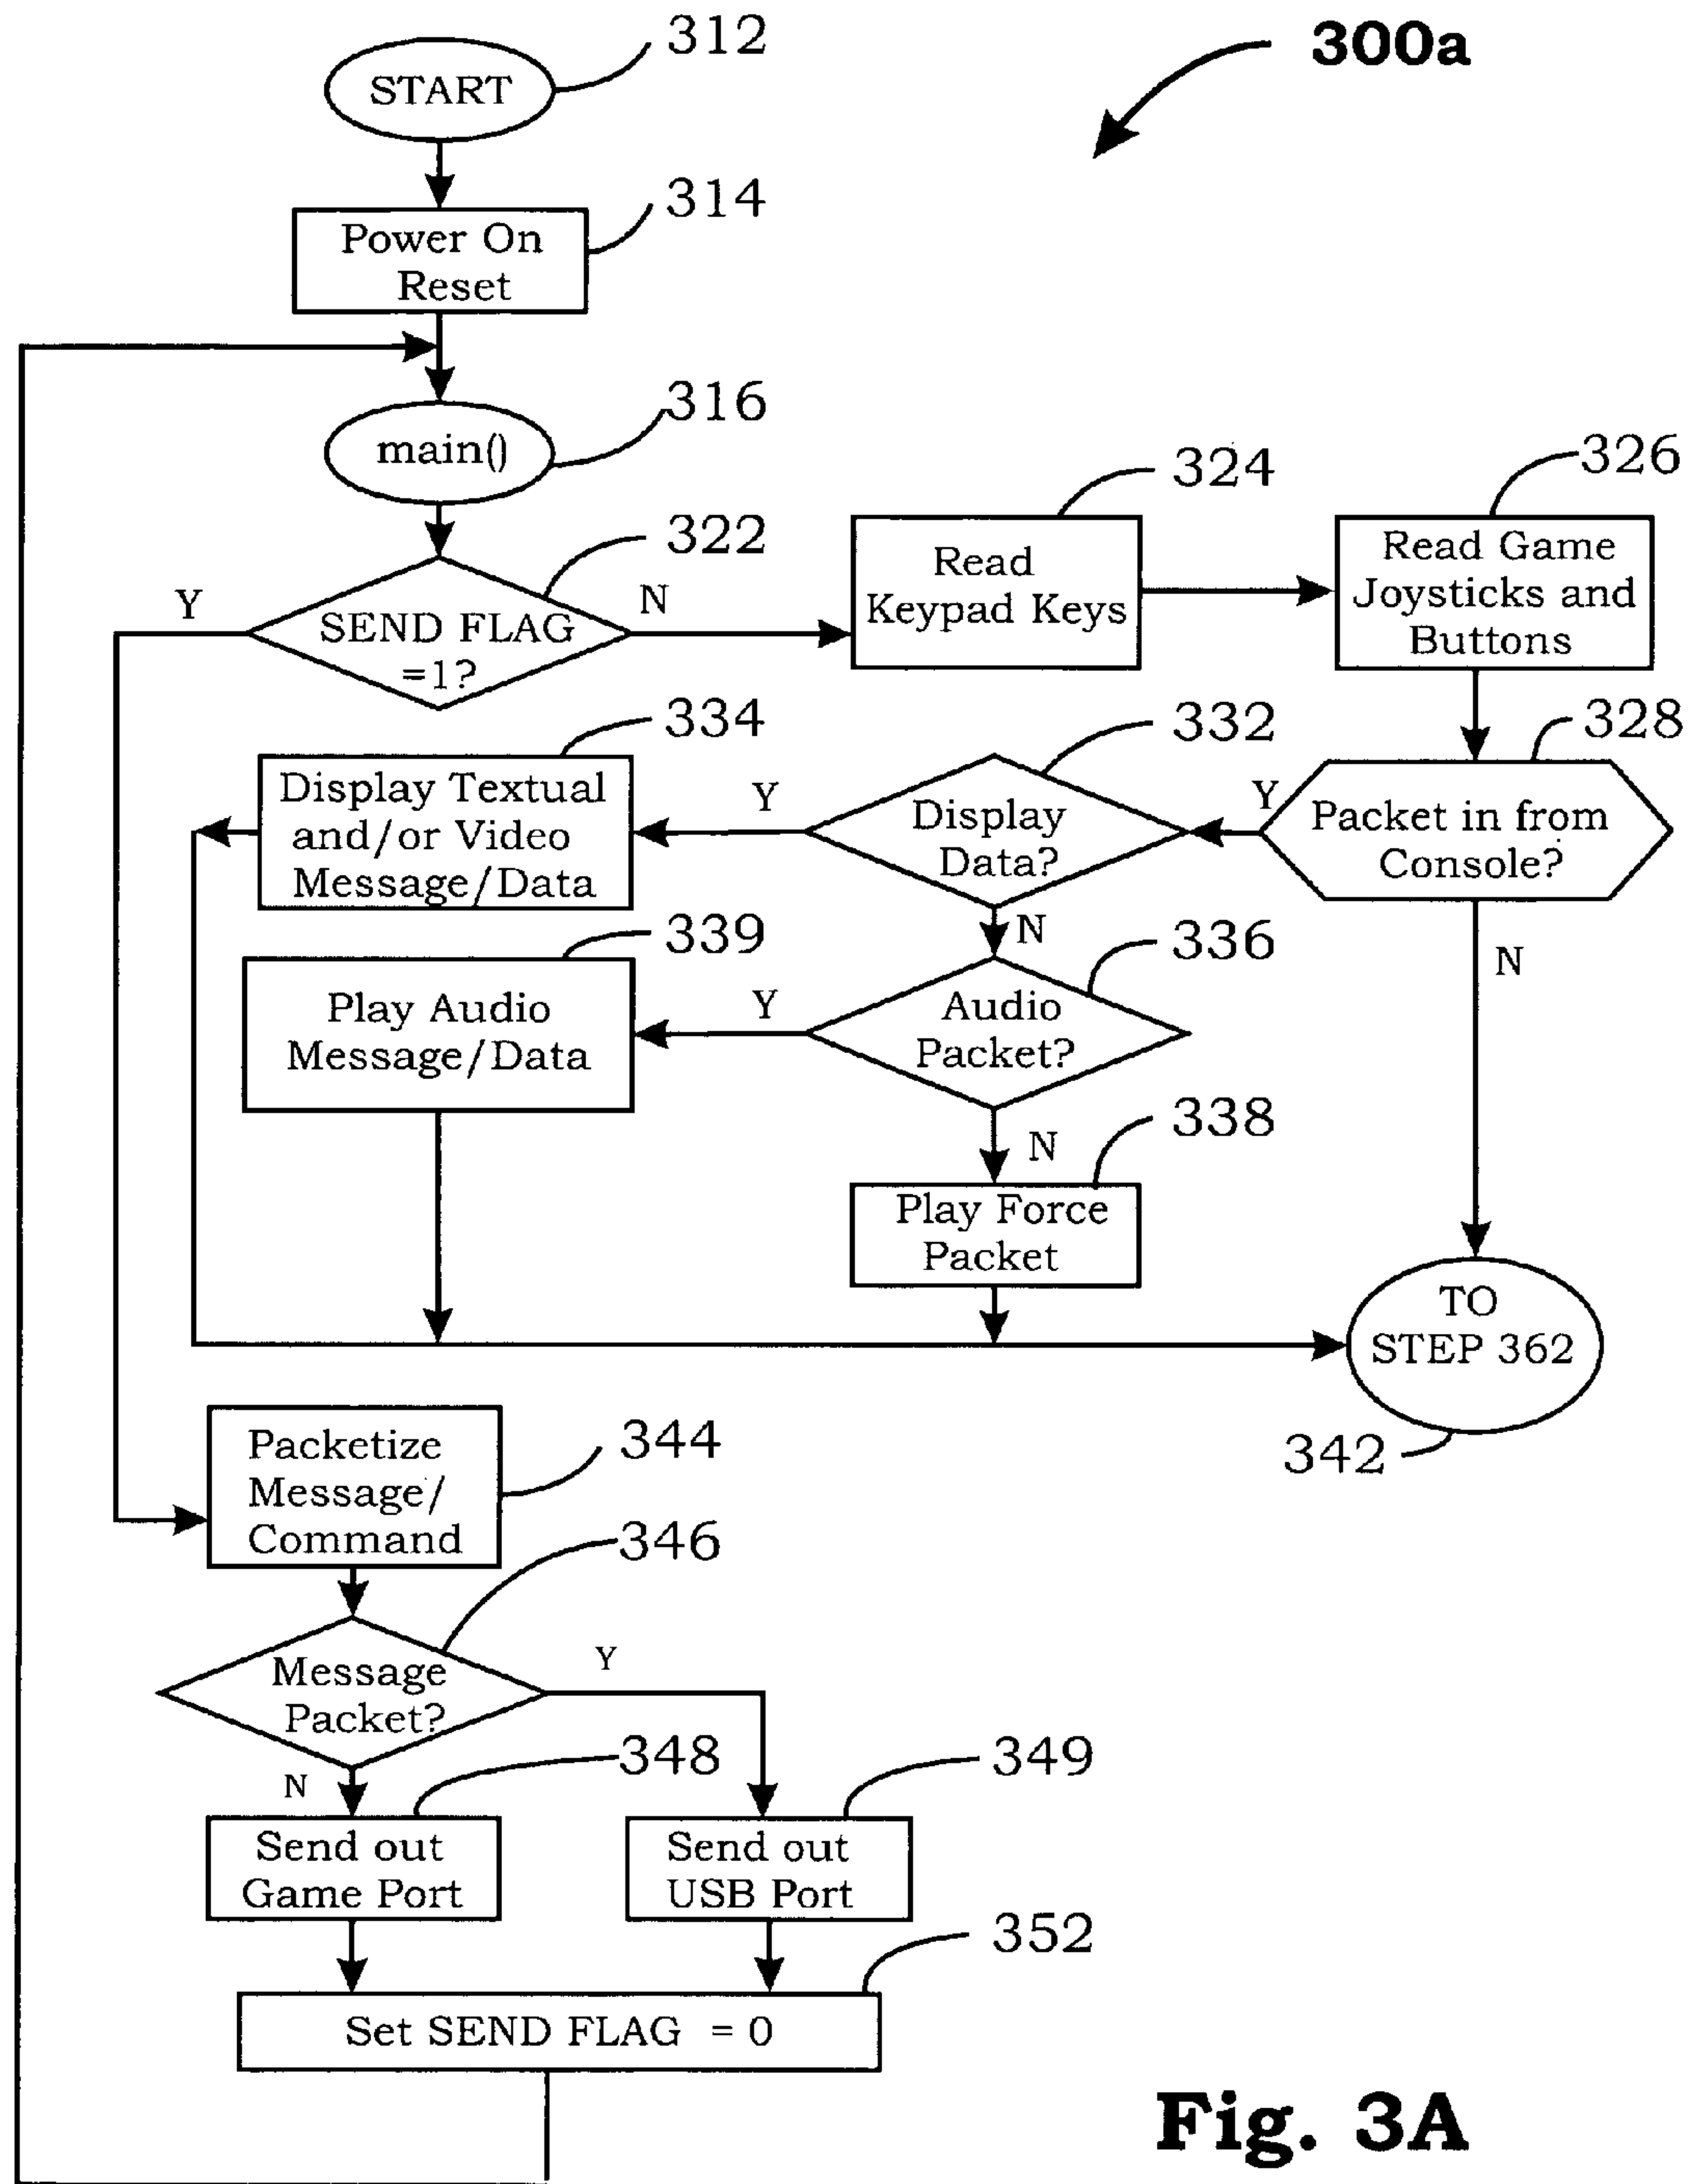 312
300a
START
314
Power On
Reset
316
main()
322
324
326
Y
SEND FLAG
=1?
N
Read
Keypad Keys
Read Game
Joysticks and
Buttons
334
332
328
Display Textual
and/or Video
Message/Data
Y
Display
Data?
Y
Packet in from
Console?
N
N
339
336
Play Audio
Message/Data
Y
Audio
Packet?
N
338
Play Force
Packet
TO
STEP 362
342
Packetize
Message/
Command
344
346
Message
Packet?
Y
N
348
349
Send out
Game Port
Send out
USB Port
352
Set SEND FLAG = 0
Fig. 3A